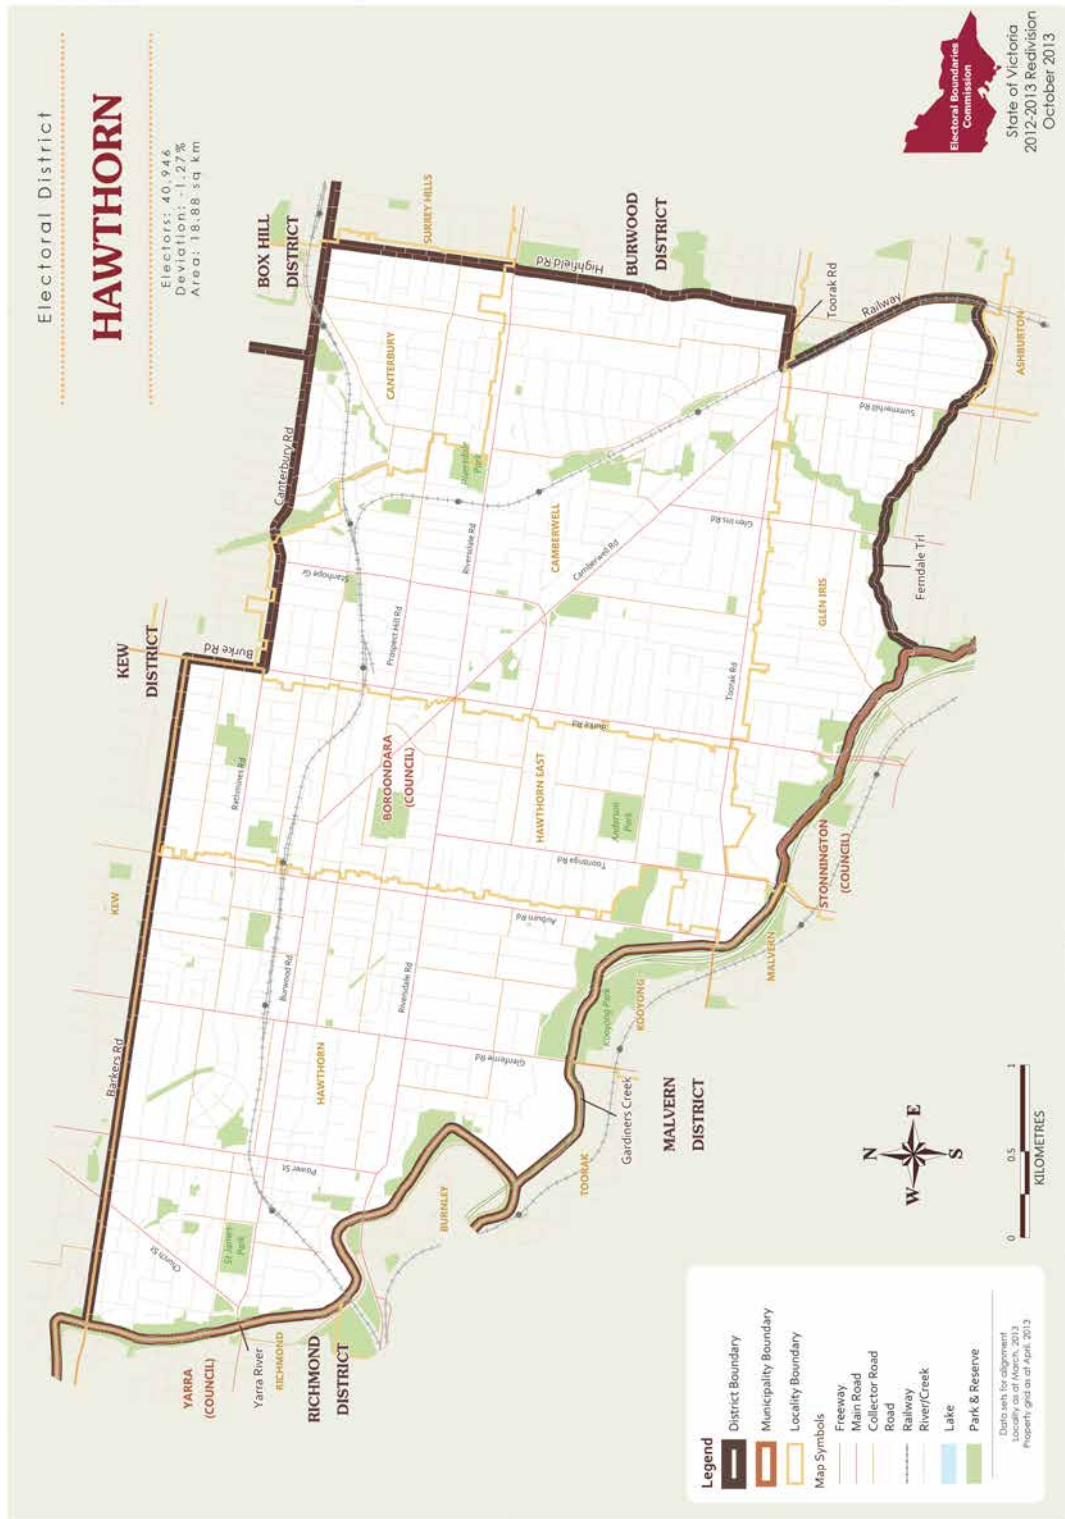 Electoral District
HAWTHORN
Electors: 40,946
Deviation: -1.27%
Area: 18.88 sq km
Electoral Boundaries
Commission
State of Victoria
2012-2013 Redivision
October 2013
KEW
DISTRICT
BOX HILL
DISTRICT
BURWOOD
DISTRICT
MALVERN
DISTRICT
RICHMOND
DISTRICT
YARRA
(COUNCIL)
BOROONDARA
(COUNCIL)
STONNINGTON
(COUNCIL)
KEW
RICHMOND
BURNLEY
TOORAK
KOOYONG
MALVERN
HAWTHORN
HAWTHORN EAST
CAMBERWELL
CANTERBURY
SURREY HILLS
GLEN IRIS
ASHBURTON
Yarra River
Barkers Rd
Burke Rd
Canterbury Rd
Highfield Rd
Toorak Rd
Railway
Ferndale Trl
Gardiners Creek
Church St
St James
Park
Power St
Burwood Rd
Riversdale Rd
Glenferrie Rd
Auburn Rd
Kooyong Park
Rathmines Rd
Tooronga Rd
Anderson
Park
Burke Rd
Toorak Rd
Prospect Hill Rd
Stanhope Gr
Riversdale Rd
Riversdale
Park
Camberwell Rd
Glen Iris Rd
Summerhill Rd
N
E
S
W
0
0.5
1
KILOMETRES
Legend
District Boundary
Municipality Boundary
Locality Boundary
Map Symbols
Freeway
Main Road
Collector Road
Road
Railway
River/Creek
Lake
Park & Reserve
Data sets for alignment
Locality as at March, 2013
Property grid as at April, 2013